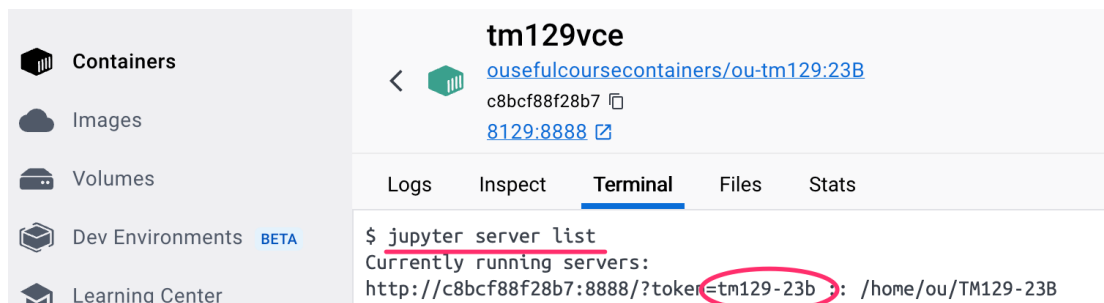 Containers
Images
Volumes
Dev Environments BETA
Learning Center
tm129vce
ousefulcoursecontainers/ou-tm129:23B
c8bcf88f28b7
8129:8888
Logs Inspect Terminal Files Stats
$ jupyter server list
Currently running servers:
http://c8bcf88f28b7:8888/?token=tm129-23b :: /home/ou/TM129-23B